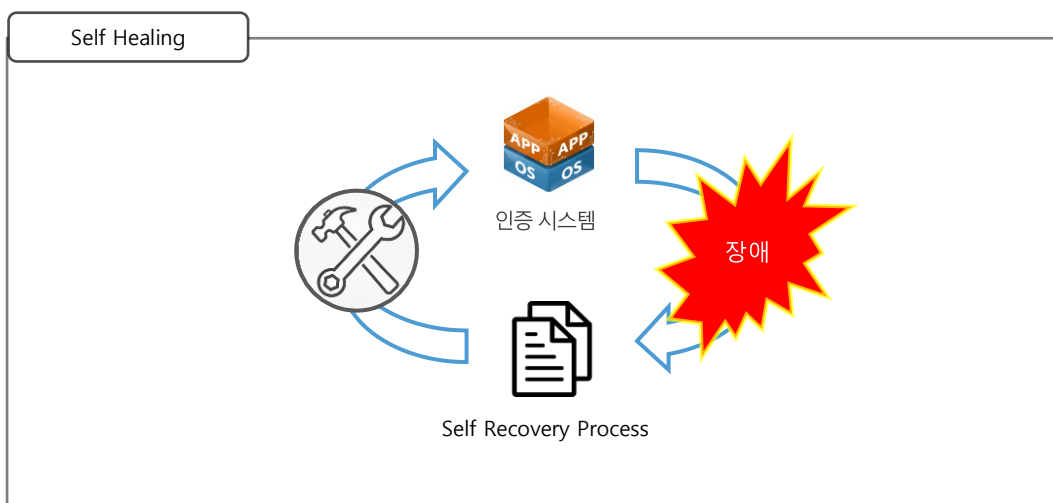 Self Healing
APP APP
OS OS
인증 시스템
장애
Self Recovery Process